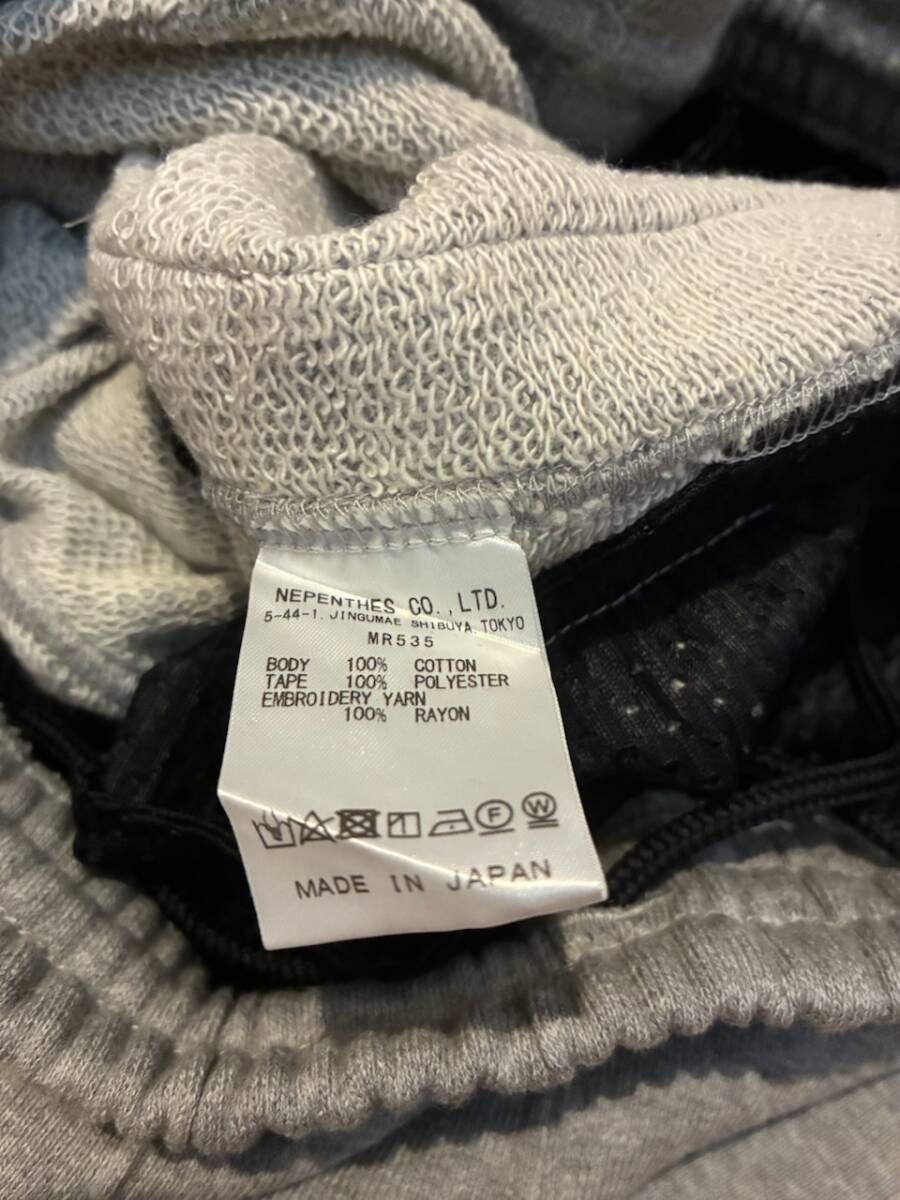 NEPENTHES CO.,LTD.
5-44-1. JINGUMAE SHIBUYA. TOKYO
MR535
BODY 100% COTTON
TAPE 100% POLYESTER
EMBROIDERY YARN
100% RAYON
F W
MADE IN JAPAN